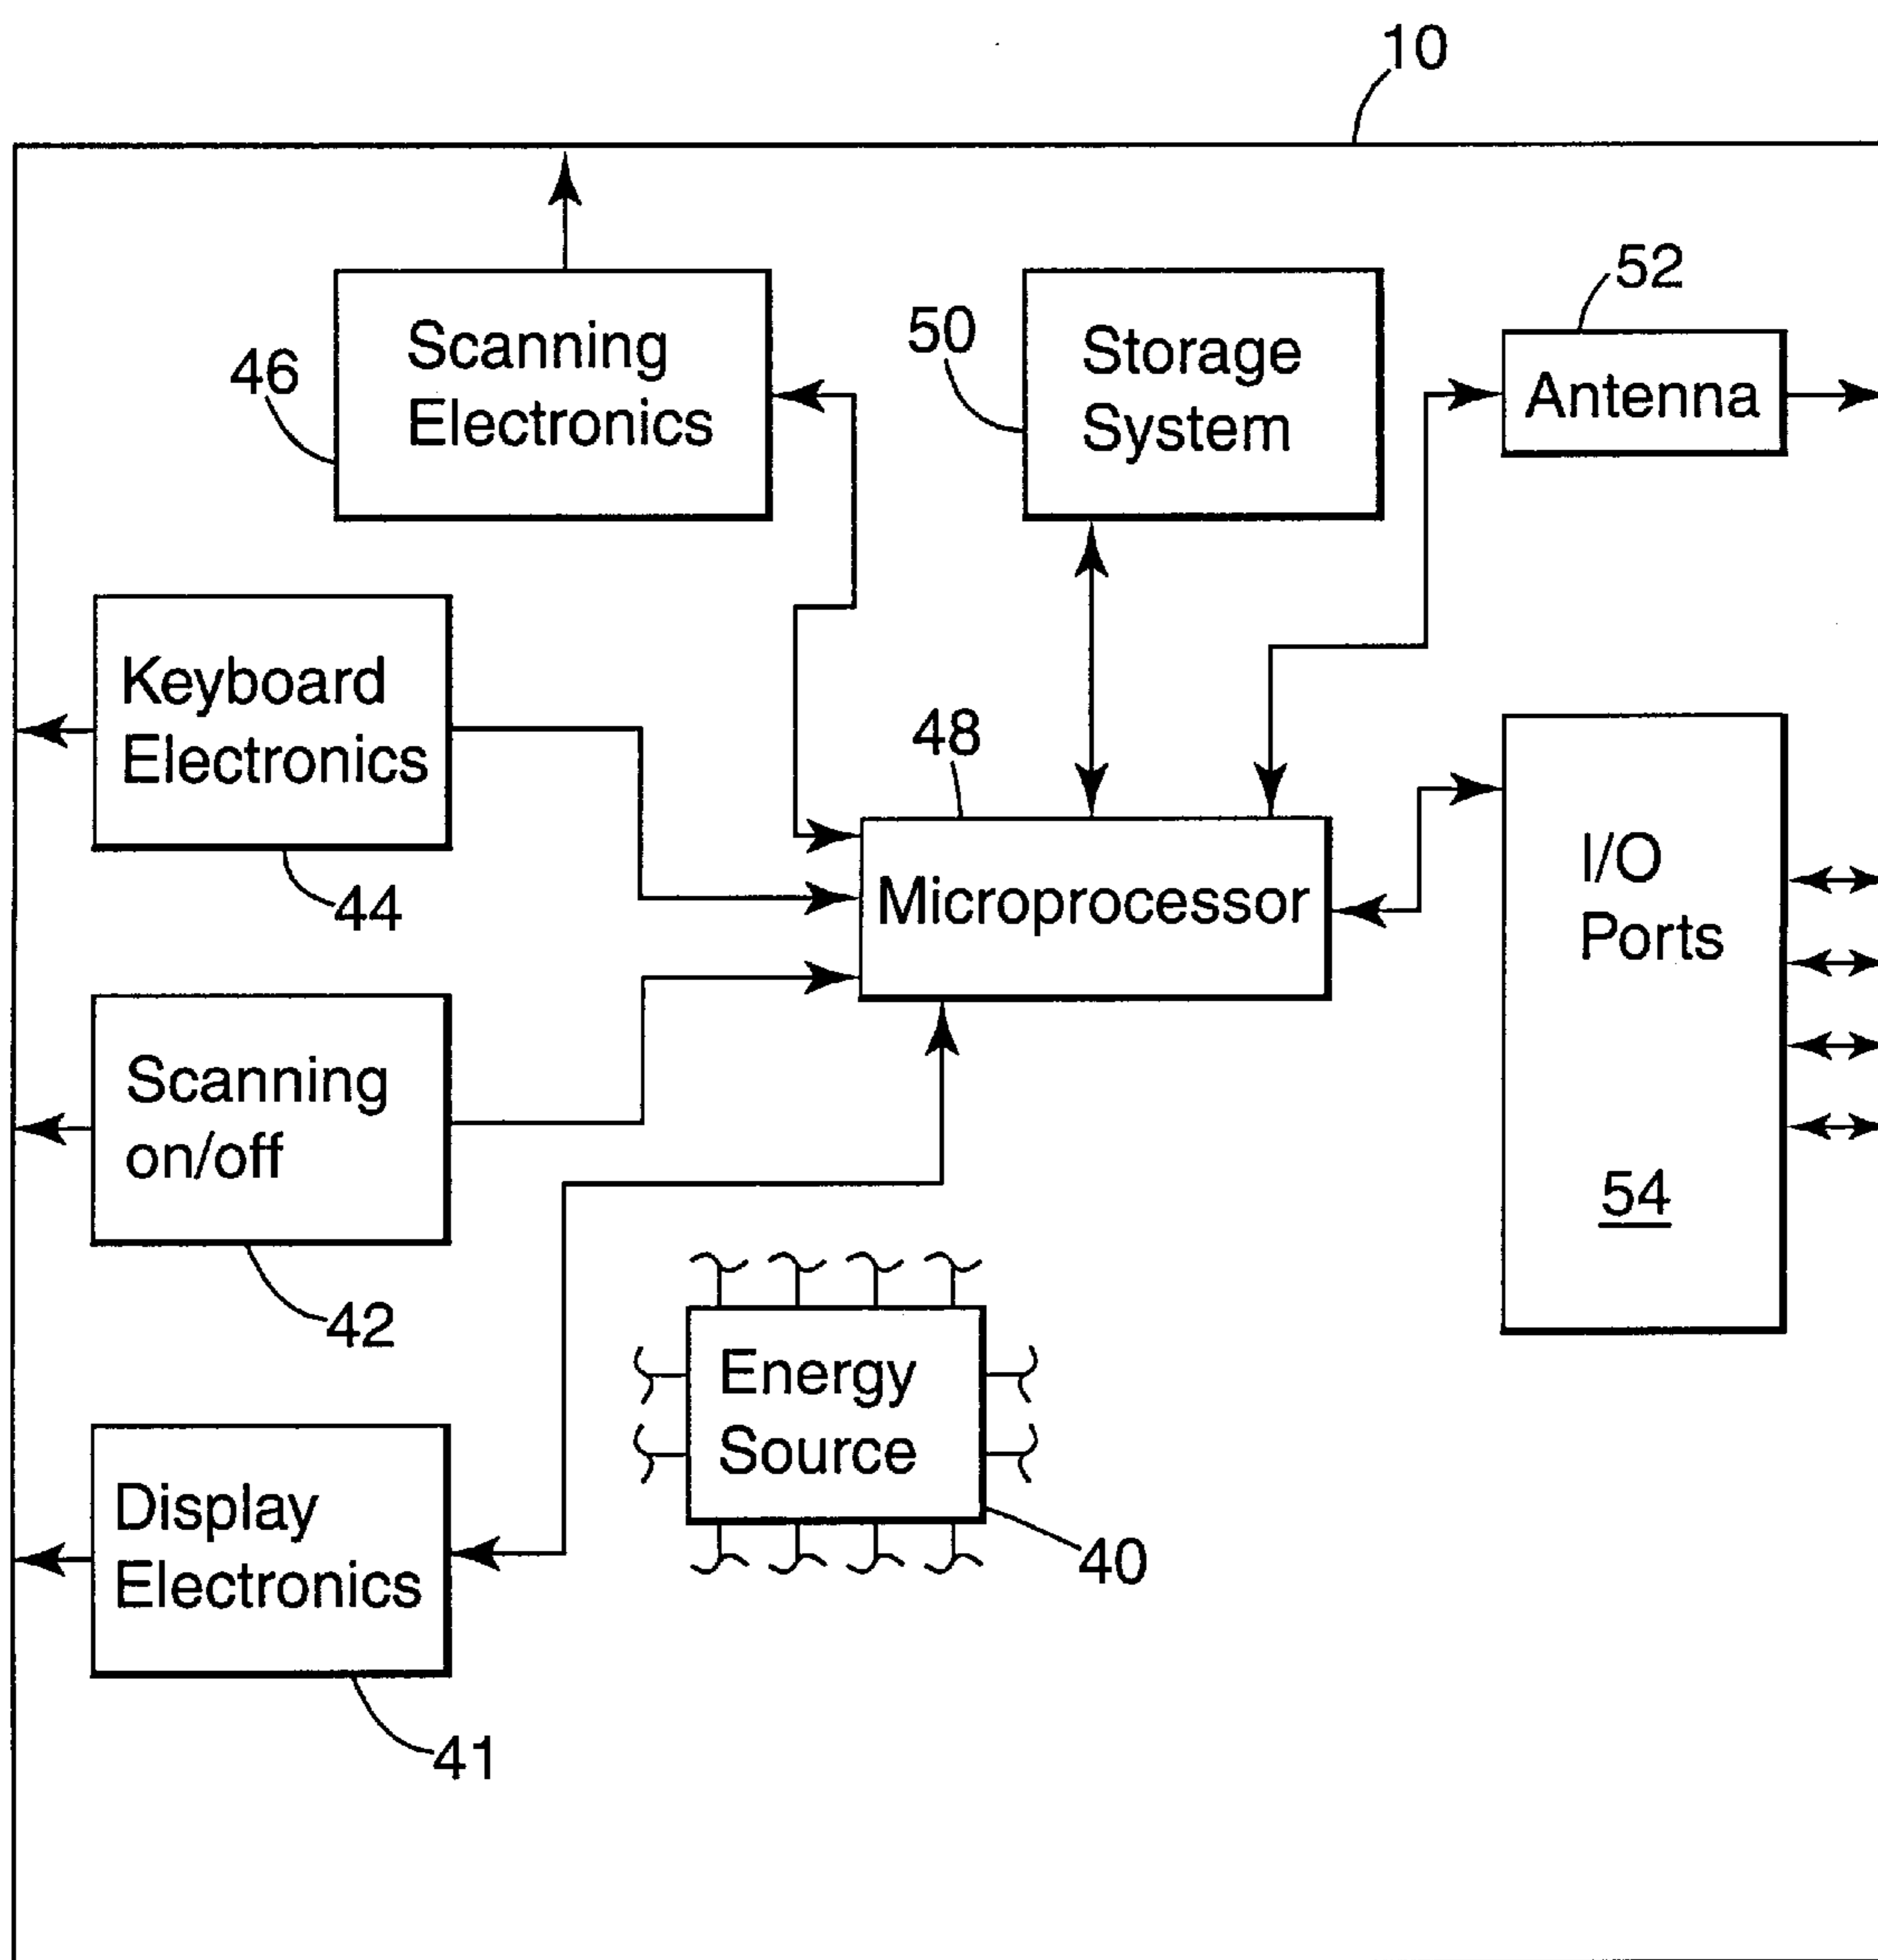 10
52
50
Storage
System
Scanning
Electronics
46
Antenna
Keyboard
Electronics
48
44
Microprocessor
I/O
Ports
Scanning
on/off
54
42
Energy
Source
Display
Electronics
40
41